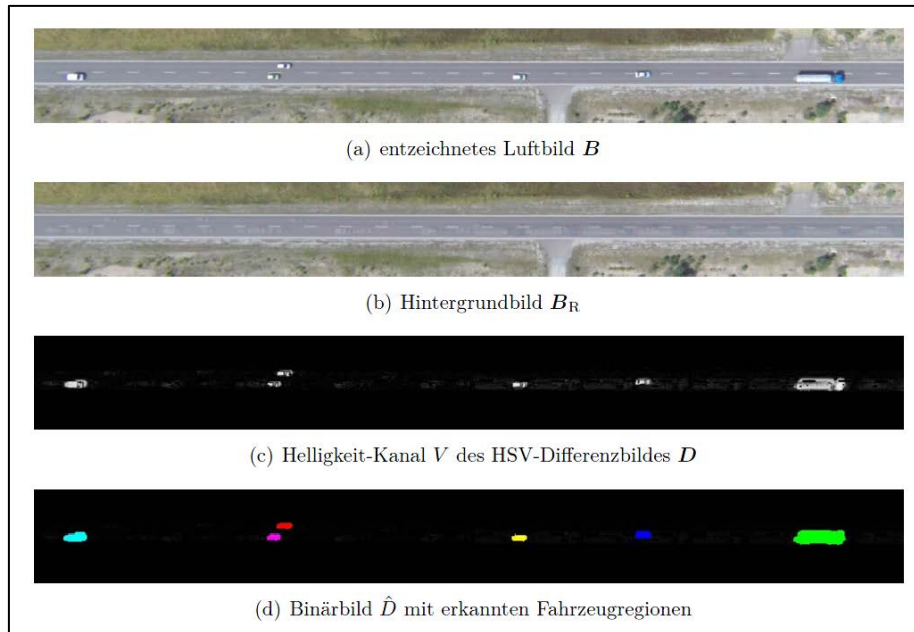 (a) entzeichnetes Luftbild B
(b) Hintergrundbild B_R
(c) Helligkeit-Kanal V des HSV-Differenzbildes D
(d) Binärbild D̂ mit erkannten Fahrzeugregionen